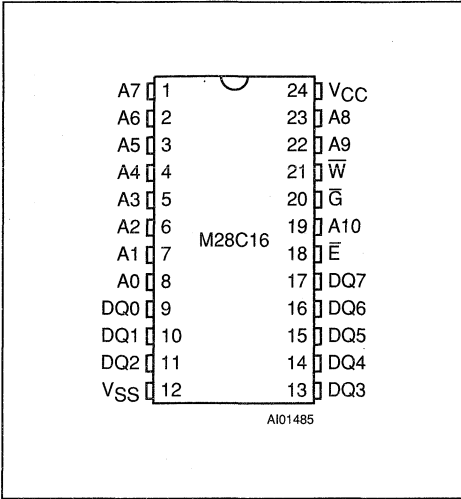 A7 1 24 VCC
A6 2 23 A8
A5 3 22 A9
A4 4 21 W̅
A3 5 20 G̅
A2 6 19 A10
M28C16
A1 7 18 E̅
A0 8 17 DQ7
DQ0 9 16 DQ6
DQ1 10 15 DQ5
DQ2 11 14 DQ4
VSS 12 13 DQ3
AI01485